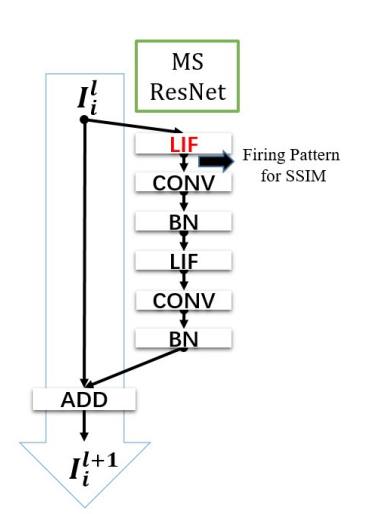 MS
ResNet
I_i^l
LIF
Firing Pattern
for SSIM
CONV
BN
LIF
CONV
BN
ADD
I_i^{l+1}